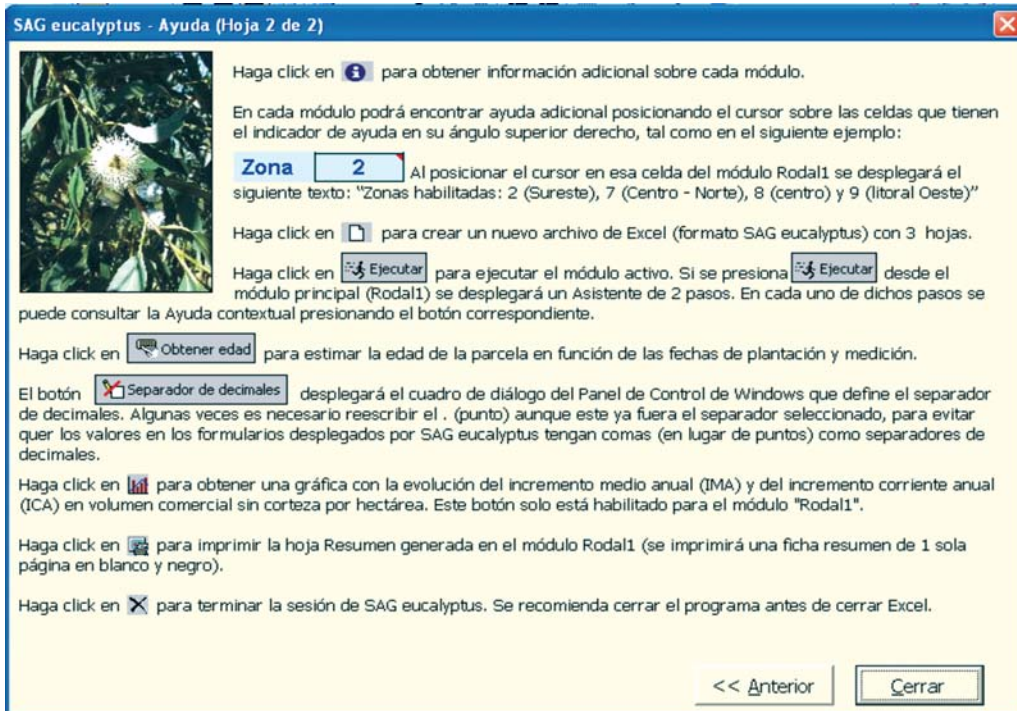 SAG eucalyptus - Ayuda (Hoja 2 de 2)
Haga click en para obtener información adicional sobre cada módulo.
En cada módulo podrá encontrar ayuda adicional posicionando el cursor sobre las celdas que tienen
el indicador de ayuda en su ángulo superior derecho, tal como en el siguiente ejemplo:
Zona 2 Al posicionar el cursor en esa celda del módulo Rodal1 se desplegará el
siguiente texto: "Zonas habilitadas: 2 (Sureste), 7 (Centro - Norte), 8 (centro) y 9 (litoral Oeste)"
Haga click en para crear un nuevo archivo de Excel (formato SAG eucalyptus) con 3 hojas.
Haga click en Ejecutar para ejecutar el módulo activo. Si se presiona Ejecutar desde el
módulo principal (Rodal1) se desplegará un Asistente de 2 pasos. En cada uno de dichos pasos se
puede consultar la Ayuda contextual presionando el botón correspondiente.
Haga click en Obtener edad para estimar la edad de la parcela en función de las fechas de plantación y medición.
El botón Separador de decimales desplegará el cuadro de diálogo del Panel de Control de Windows que define el separador
de decimales. Algunas veces es necesario reescribir el . (punto) aunque este ya fuera el separador seleccionado, para evitar
quer los valores en los formularios desplegados por SAG eucalyptus tengan comas (en lugar de puntos) como separadores de
decimales.
Haga click en para obtener una gráfica con la evolución del incremento medio anual (IMA) y del incremento corriente anual
(ICA) en volumen comercial sin corteza por hectárea. Este botón solo está habilitado para el módulo "Rodal1".
Haga click en para imprimir la hoja Resumen generada en el módulo Rodal1 (se imprimirá una ficha resumen de 1 sola
página en blanco y negro).
Haga click en para terminar la sesión de SAG eucalyptus. Se recomienda cerrar el programa antes de cerrar Excel.
<< Anterior Cerrar